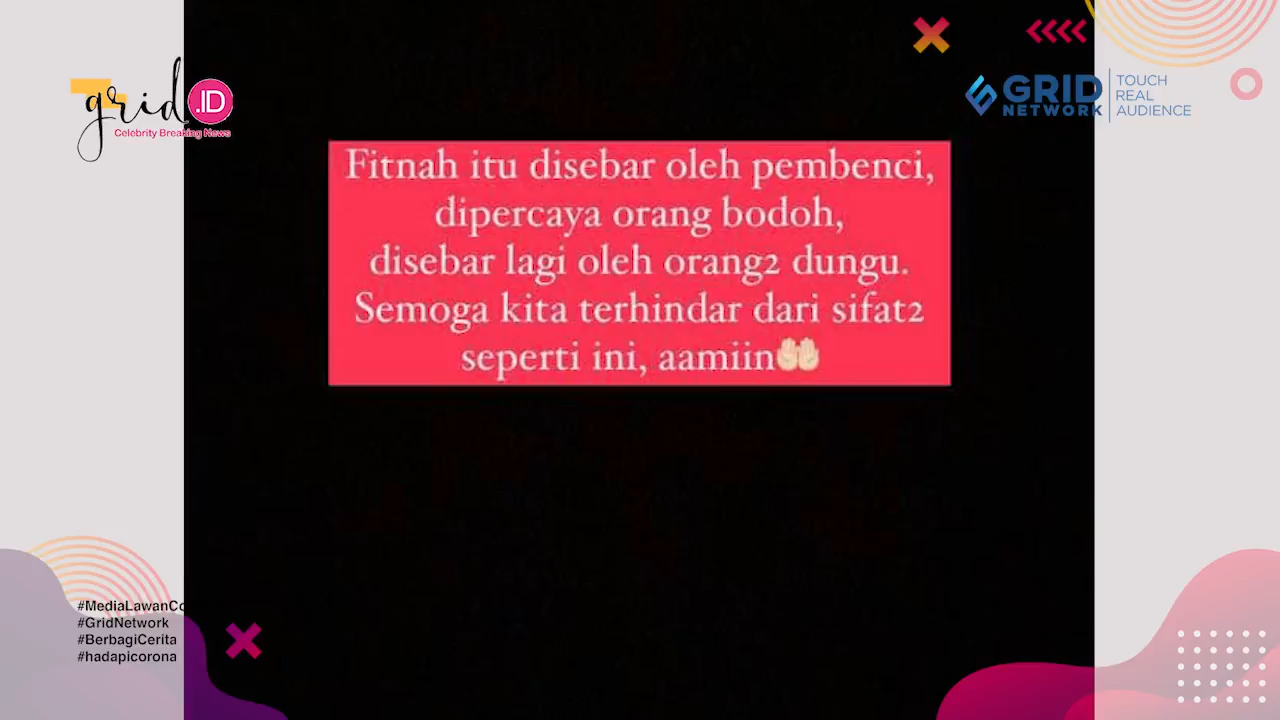 grid.ID
Celebrity Breaking News
GRID NETWORK
TOUCH
REAL
AUDIENCE
Fitnah itu disebar oleh pembenci,
dipercaya orang bodoh,
disebar lagi oleh orang2 dungu.
Semoga kita terhindar dari sifat2
seperti ini, aamiin🤲🏻
#MediaLawanCo
#GridNetwork
#BerbagiCerita
#hadapicorona